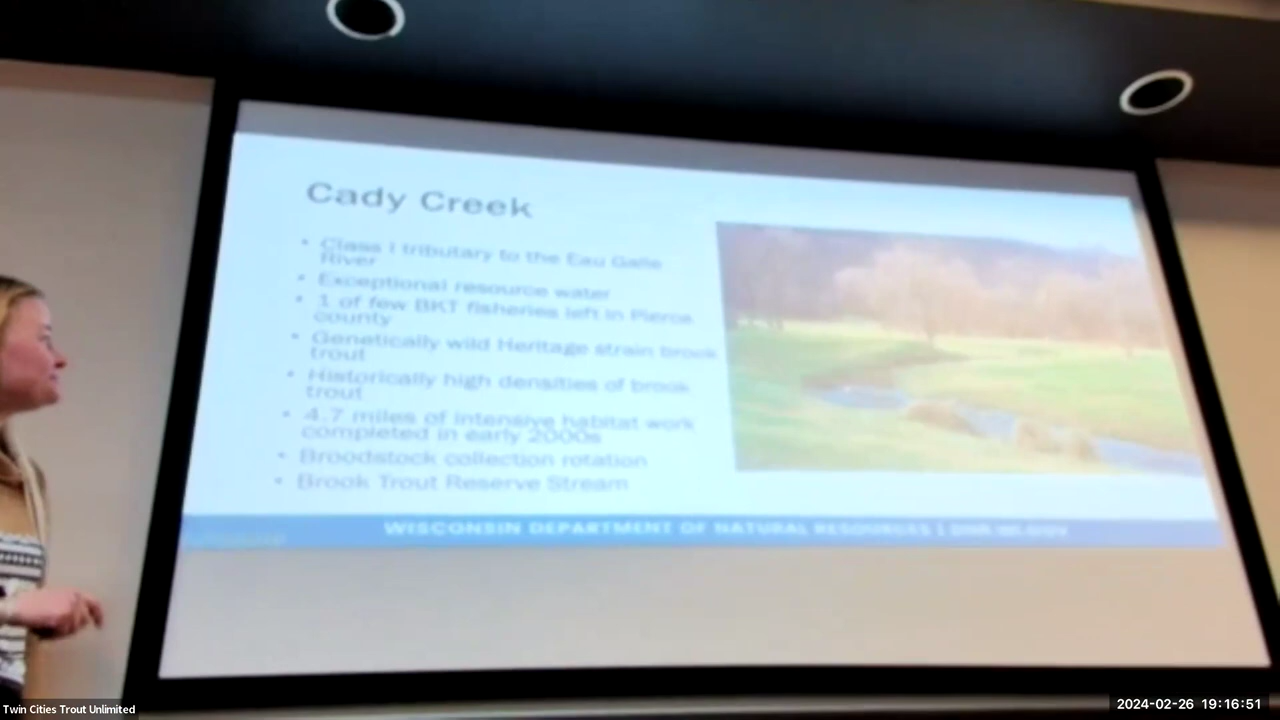 Cady Creek
• Class I tributary to the Eau Galle
River
• Exceptional resource water
• 1 of few BKT fisheries left in Pierce
county
• Genetically wild Heritage strain brook
trout
• Historically high densities of brook
trout
• 4.7 miles of intensive habitat work
completed in early 2000s
• Broodstock collection rotation
• Brook Trout Reserve Stream
WISCONSIN DEPARTMENT OF NATURAL RESOURCES | DNR.WI.GOV
Twin Cities Trout Unlimited
2024-02-26 19:16:51